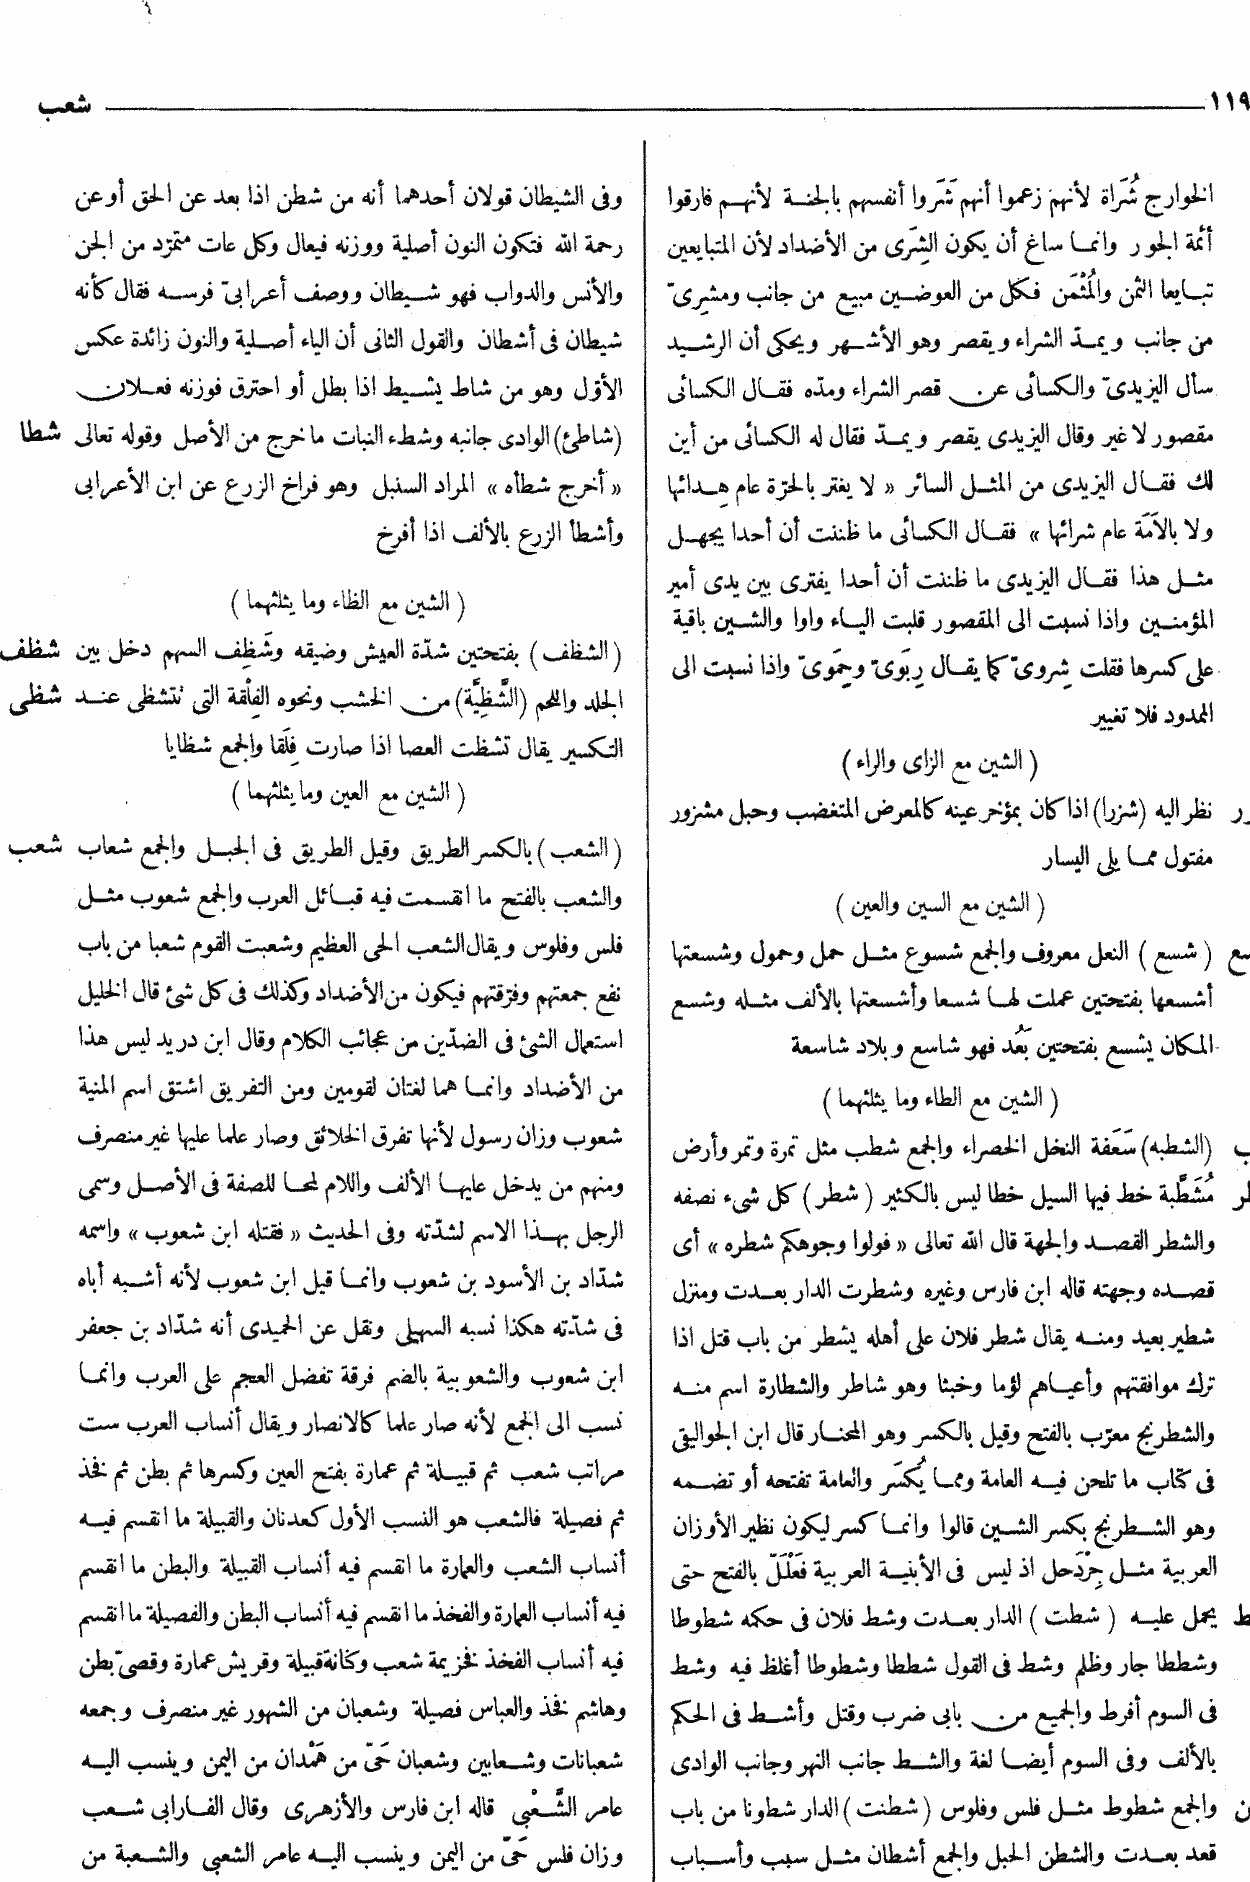 ١١٩
شعب
الخوارج شُرَاة لأنهم زعموا أنهم شَرَوا أنفسهم بالجنة لأنهم فارقوا
أئمة الجور وانما ساغ أن يكون الشِرَى من الأضداد لأن المتبايعين
تبايعا الثمن والمُثْمَن فكل من العوضين مبيع من جانب ومشرِىّ
من جانب ويمدّ الشراء ويقصر وهو الأشهر ويحكى أن الرشيد
سأل اليزيدىّ والكسائى عن قصر الشراء ومدّه فقال الكسائى
مقصور لا غير وقال اليزيدى يقصر ويمدّ فقال له الكسائى من أين
لك فقال اليزيدى من المثل السائر « لا يغتر بالحرّة عام هِدائها
ولا بالأمَة عام شرائها » فقال الكسائى ما ظننت أن أحدا يجهل
مثل هذا فقال اليزيدى ما ظننت أن أحدا يفترى بين يدى أمير
المؤمنين واذا نسبت الى المقصور قلبت الياء واوا والشين باقية
على كسرها فقلت شِروىّ كما يقال رِبَوىّ وحِمَوىّ واذا نسبت الى
الممدود فلا تغيير
( الشين مع الزاى والراء )
نظر اليه (شزرا) اذا كان بمؤخر عينه كالمعرض المتغضب وحبل مشزور
مفتول مما يلى اليسار
( الشين مع السين والعين )
( شسع ) النعل معروف والجمع شسوع مثل حمل وحمول وشسعتها
أشسعها بفتحتين عملت لها شسعا وأشسعتها بالألف مثله وشسع
المكان يشسع بفتحتين بَعُد فهو شاسع وبلاد شاسعة
( الشين مع الطاء وما يثلثهما )
(الشطبه) سَعَفة النخل الخضراء والجمع شطب مثل تمرة وتمر وأرض
مُشَطَّبة خط فيها السيل خطا ليس بالكثير ( شطر ) كل شىء نصفه
والشطر القصد والجهة قال الله تعالى « فولوا وجوهكم شطره » أى
قصده وجهته قاله ابن فارس وغيره وشطرت الدار بعدت ومنزل
شطير بعيد ومنه يقال شطر فلان على أهله يشطر من باب قتل اذا
ترك موافقتهم وأعياهم لؤما وخبثا وهو شاطر والشطارة اسم منه
والشطرنج معرّب بالفتح وقيل بالكسر وهو المختار قال ابن الجواليقى
فى كتاب ما تلحن فيه العامة ومما يُكسَر والعامة تفتحه أو تضمه
وهو الشطرنج بكسر الشين قالوا وانما كسر ليكون نظير الأوزان
العربية مثل جِرْدَحل اذ ليس فى الأبنية العربية فَعْلَلّ بالفتح حتى
يحمل عليه ( شطت ) الدار بعدت وشط فلان فى حكمه شطوطا
وشططا جار وظلم وشط فى القول شططا وشطوطا أغلظ فيه وشط
فى السوم أفرط والجميع من بابى ضرب وقتل وأشط فى الحكم
بالألف وفى السوم أيضا لغة والشط جانب النهر وجانب الوادى
والجمع شطوط مثل فلس وفلوس ( شطنت ) الدار شطونا من باب
قعد بعدت والشطن الحبل والجمع أشطان مثل سبب وأسباب
وفى الشيطان قولان أحدهما أنه من شطن اذا بعد عن الحق أو عن
رحمة الله فتكون النون أصلية ووزنه فيعال وكل عات متمرّد من الجن
والأنس والدواب فهو شيطان ووصف أعرابىّ فرسه فقال كأنه
شيطان فى أشطان والقول الثانى أن الياء أصلية والنون زائدة عكس
الأوّل وهو من شاط يشيط اذا بطل أو احترق فوزنه فعلان
شطا (شاطئ) الوادى جانبه وشطء النبات ما خرج من الأصل وقوله تعالى
« أخرج شطأه » المراد السنبل وهو فراخ الزرع عن ابن الأعرابى
وأشطأ الزرع بالألف اذا أفرخ
( الشين مع الظاء وما يثلثهما )
شظف ( الشظف ) بفتحتين شدّة العيش وضيقه وشَظِف السهم دخل بين
شظى الجلد واللحم (الشَّظِيَّة) من الخشب ونحوه الفِلْقة التى تتشظى عند
التكسير يقال تشظت العصا اذا صارت فِلَقا والجمع شظايا
( الشين مع العين وما يثلثهما )
شعب ( الشعب ) بالكسر الطريق وقيل الطريق فى الجبل والجمع شعاب
والشعب بالفتح ما انقسمت فيه قبائل العرب والجمع شعوب مثل
فلس وفلوس ويقال الشعب الحى العظيم وشعبت القوم شعبا من باب
نفع جمعتهم وفرّقتهم فيكون من الأضداد وكذلك فى كل شئ قال الخليل
استعمال الشئ فى الضدّين من عجائب الكلام وقال ابن دريد ليس هذا
من الأضداد وانما هما لغتان لقومين ومن التفريق اشتق اسم المنية
شعوب وزان رسول لأنها تفرق الخلائق وصار علما عليها غير منصرف
ومنهم من يدخل عليها الألف واللام لمحا للصفة فى الأصل وسمى
الرجل بهذا الاسم لشدّته وفى الحديث « فقتله ابن شعوب » واسمه
شدّاد بن الأسود بن شعوب وانما قيل ابن شعوب لأنه أشبه أباه
فى شدّته هكذا نسبه السهيلى ونقل عن الحميدى أنه شدّاد بن جعفر
ابن شعوب والشعوبية بالضم فرقة تفضل العجم على العرب وانما
نسب الى الجمع لأنه صار علما كالانصار ويقال أنساب العرب ست
مراتب شعب ثم قبيلة ثم عمارة بفتح العين وكسرها ثم بطن ثم فخذ
ثم فصيلة فالشعب هو النسب الأول كعدنان والقبيلة ما انقسم فيه
أنساب الشعب والعمارة ما انقسم فيه أنساب القبيلة والبطن ما انقسم
فيه أنساب العمارة والفخذ ما انقسم فيه أنساب البطن والفصيلة ما انقسم
فيه أنساب الفخذ فخزيمة شعب وكنانة قبيلة وقريش عمارة وقصىّ بطن
وهاشم فخذ والعباس فصيلة وشعبان من الشهور غير منصرف وجمعه
شعبانات وشعابين وشعبان حَىّ من هَمْدان من اليمن وينسب اليه
عامر الشَّعْبى قاله ابن فارس والأزهرى وقال الفارابى شعب
وزان فلس حَىّ من اليمن وينسب اليه عامر الشعبى والشعبة من